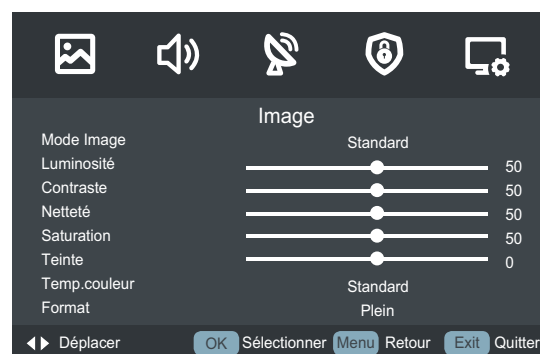 Image
Mode Image Standard
Luminosité 50
Contraste 50
Netteté 50
Saturation 50
Teinte 0
Temp.couleur Standard
Format Plein
Déplacer OK Sélectionner Menu Retour Exit Quitter